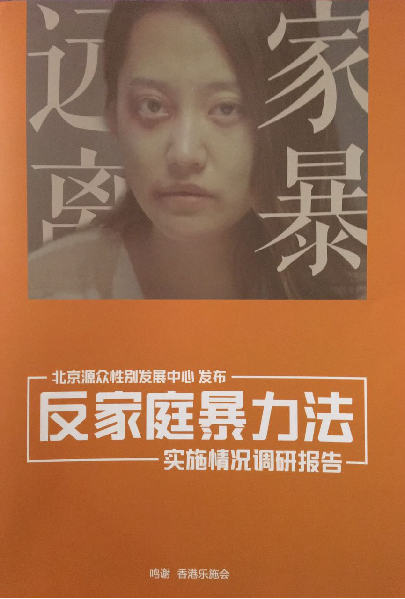 远离
家暴
北京源众性别发展中心 发布
反家庭暴力法
实施情况调研报告
鸣谢 香港乐施会